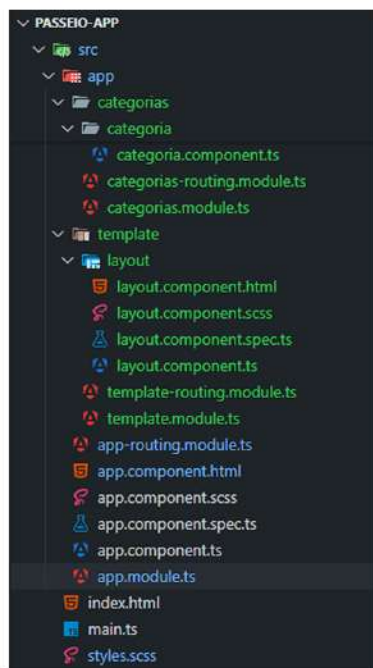 PASSEIO-APP
src
app
categorias
categoria
categoria.component.ts
categorias-routing.module.ts
categorias.module.ts
template
layout
layout.component.html
layout.component.scss
layout.component.spec.ts
layout.component.ts
template-routing.module.ts
template.module.ts
app-routing.module.ts
app.component.html
app.component.scss
app.component.spec.ts
app.component.ts
app.module.ts
index.html
main.ts
styles.scss